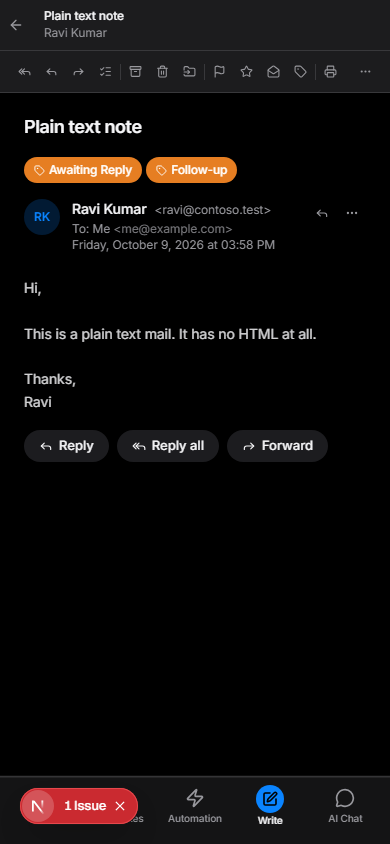 Plain text note
Ravi Kumar
Plain text note
Awaiting Reply
Follow-up
RK
Ravi Kumar <ravi@contoso.test>
To: Me <me@example.com>
Friday, October 9, 2026 at 03:58 PM
Hi,
This is a plain text mail. It has no HTML at all.
Thanks,
Ravi
Reply
Reply all
Forward
N
1 Issue
Automation
Write
AI Chat